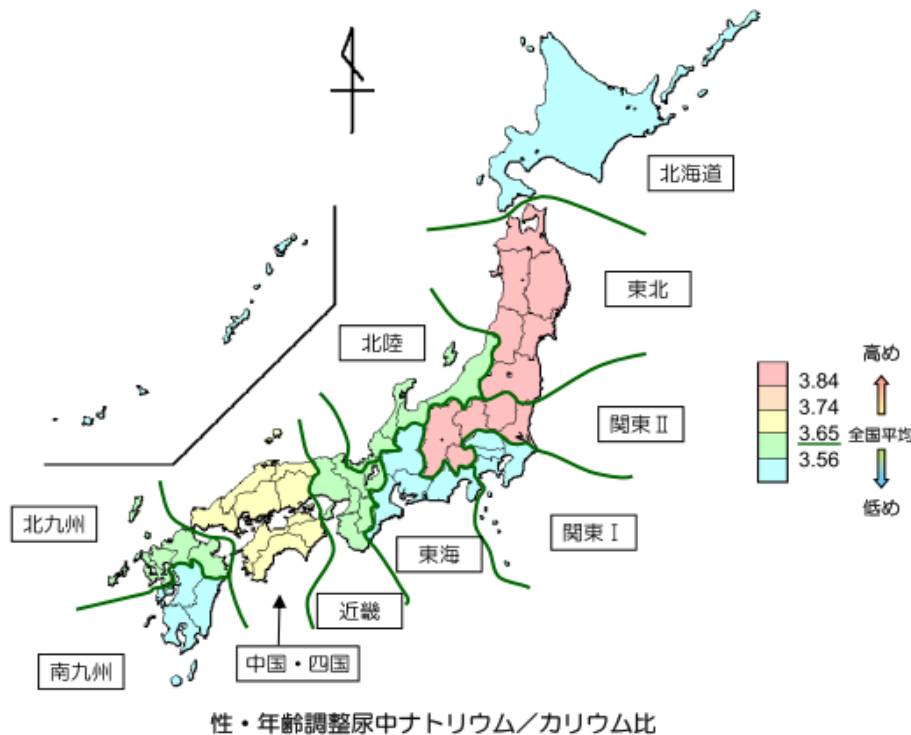 北海道
東北
北陸
関東Ⅱ
高め
3.84
3.74
3.65
全国平均
3.56
低め
北九州
東海
関東Ⅰ
近畿
中国・四国
南九州
性・年齢調整尿中ナトリウム／カリウム比